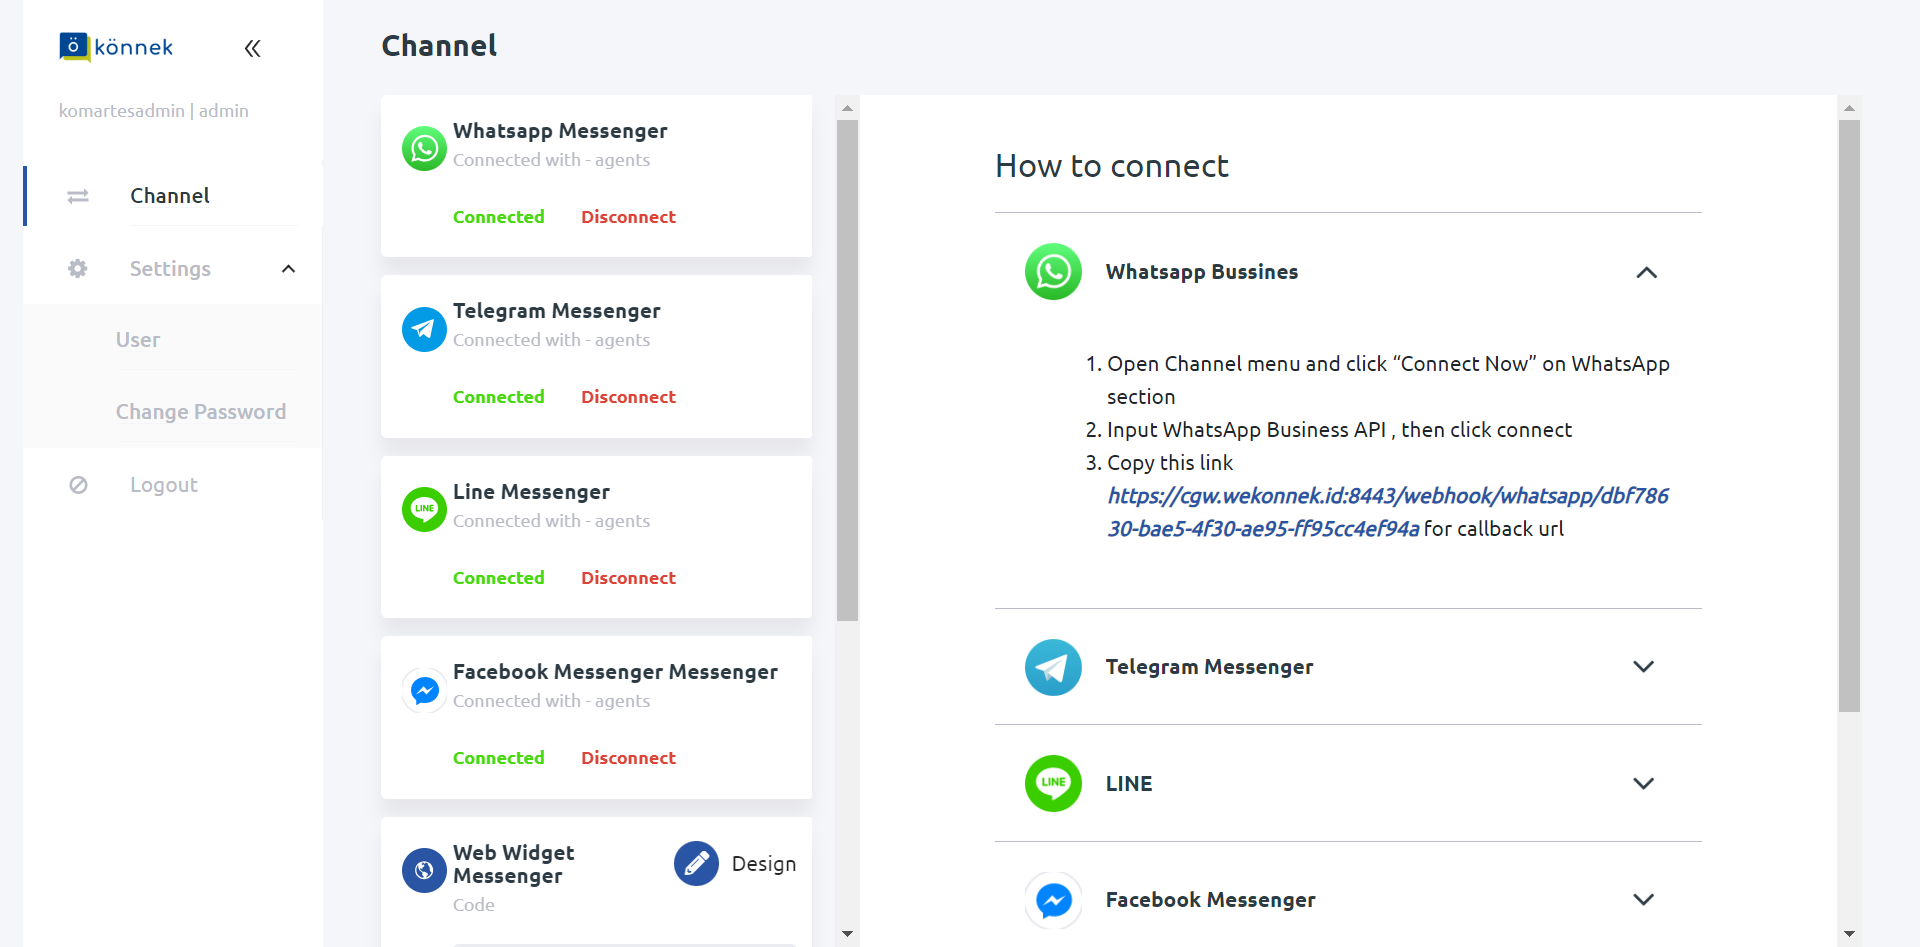 ö könnek
komartesadmin | admin
Channel
Settings
User
Change Password
Logout
Channel
Whatsapp Messenger
Connected with - agents
Connected Disconnect
Telegram Messenger
Connected with - agents
Connected Disconnect
Line Messenger
LINE
Connected with - agents
Connected Disconnect
Facebook Messenger Messenger
Connected with - agents
Connected Disconnect
Web Widget
Messenger
Design
Code
How to connect
Whatsapp Bussines
1. Open Channel menu and click “Connect Now” on WhatsApp
section
2. Input WhatsApp Business API , then click connect
3. Copy this link
https://cgw.wekonnek.id:8443/webhook/whatsapp/dbf786
30-bae5-4f30-ae95-ff95cc4ef94a for callback url
Telegram Messenger
LINE
LINE
Facebook Messenger